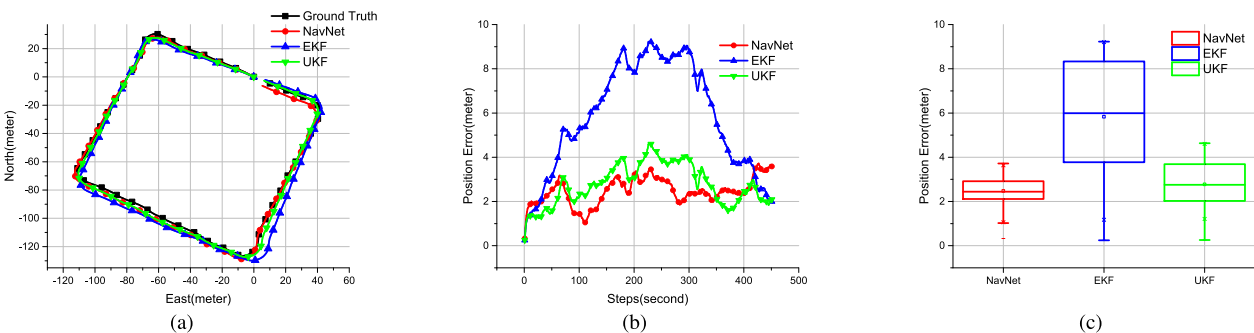 Ground Truth
NavNet
EKF
UKF
20
0
-20
-40
-60
-80
-100
-120
North(meter)
-120 -100 -80 -60 -40 -20 0 20 40 60
East(meter)
(a)
10
8
6
4
2
0
Position Error(meter)
NavNet
EKF
UKF
0 100 200 300 400 500
Steps(second)
(b)
10
8
6
4
2
0
Position Error(meter)
NavNet
EKF
UKF
NavNet EKF UKF
(c)